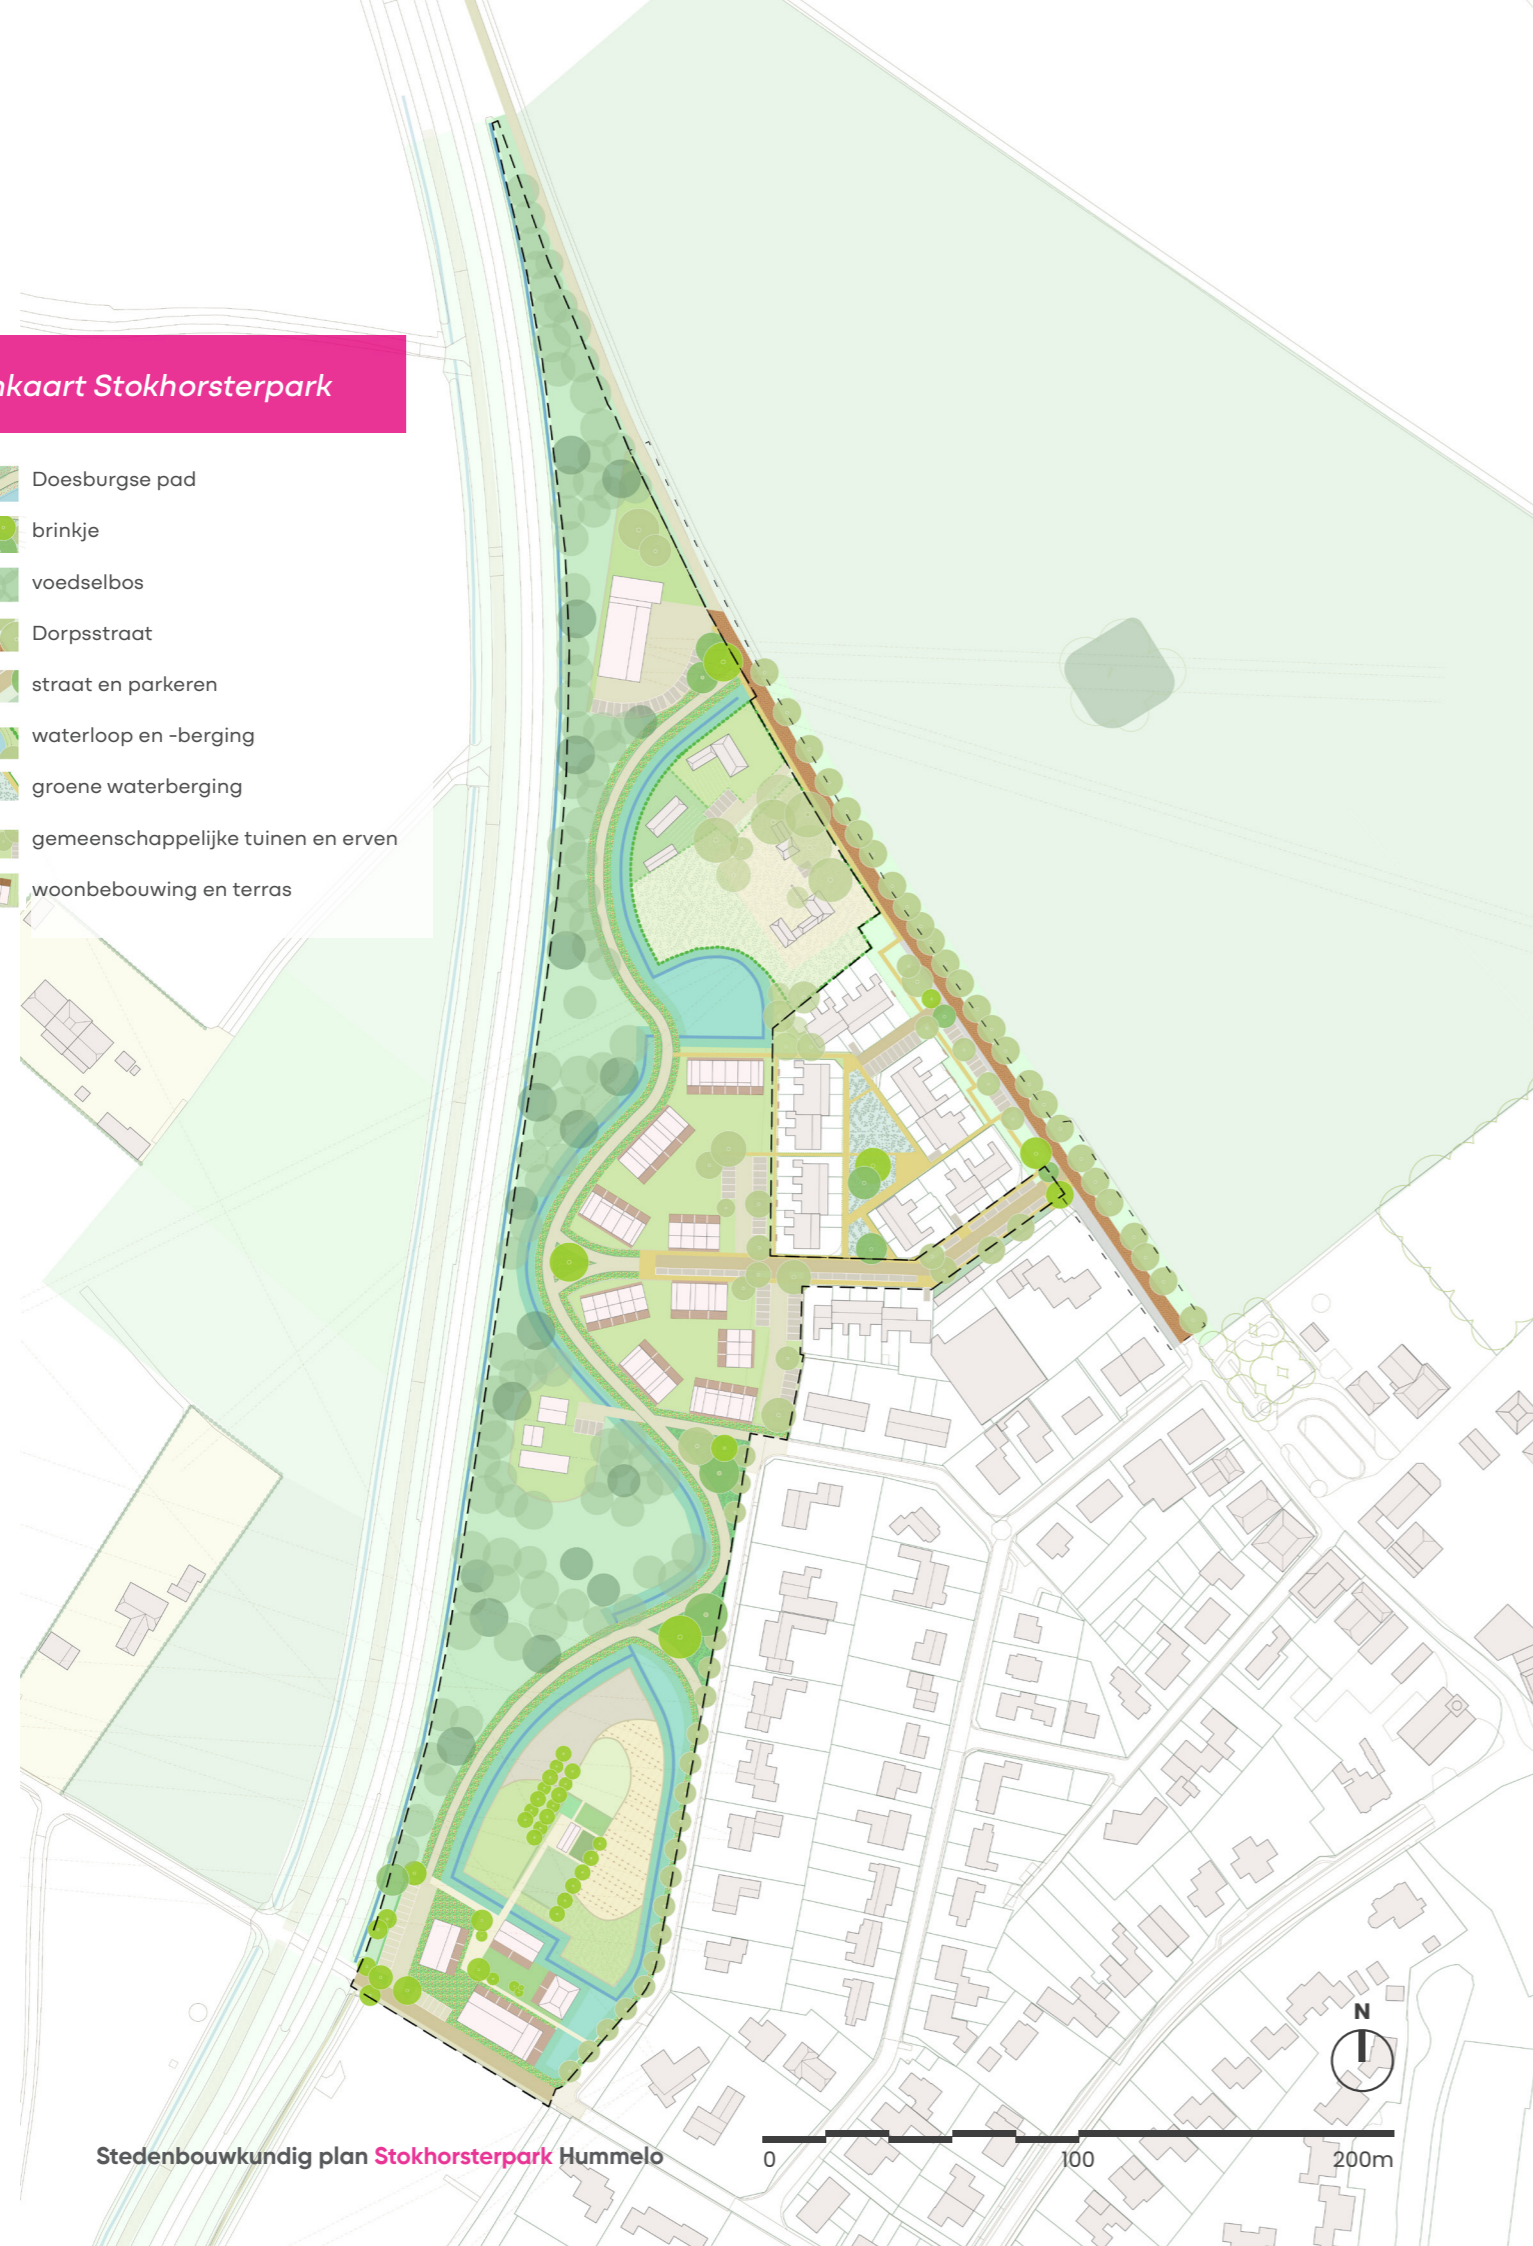 nkaart Stokhorsterpark
Doesburgse pad
brinkje
voedselbos
Dorpsstraat
straat en parkeren
waterloop en -berging
groene waterberging
gemeenschappelijke tuinen en erven
woonbebouwing en terras
N
Stedenbouwkundig plan Stokhorsterpark Hummelo
0 100 200m